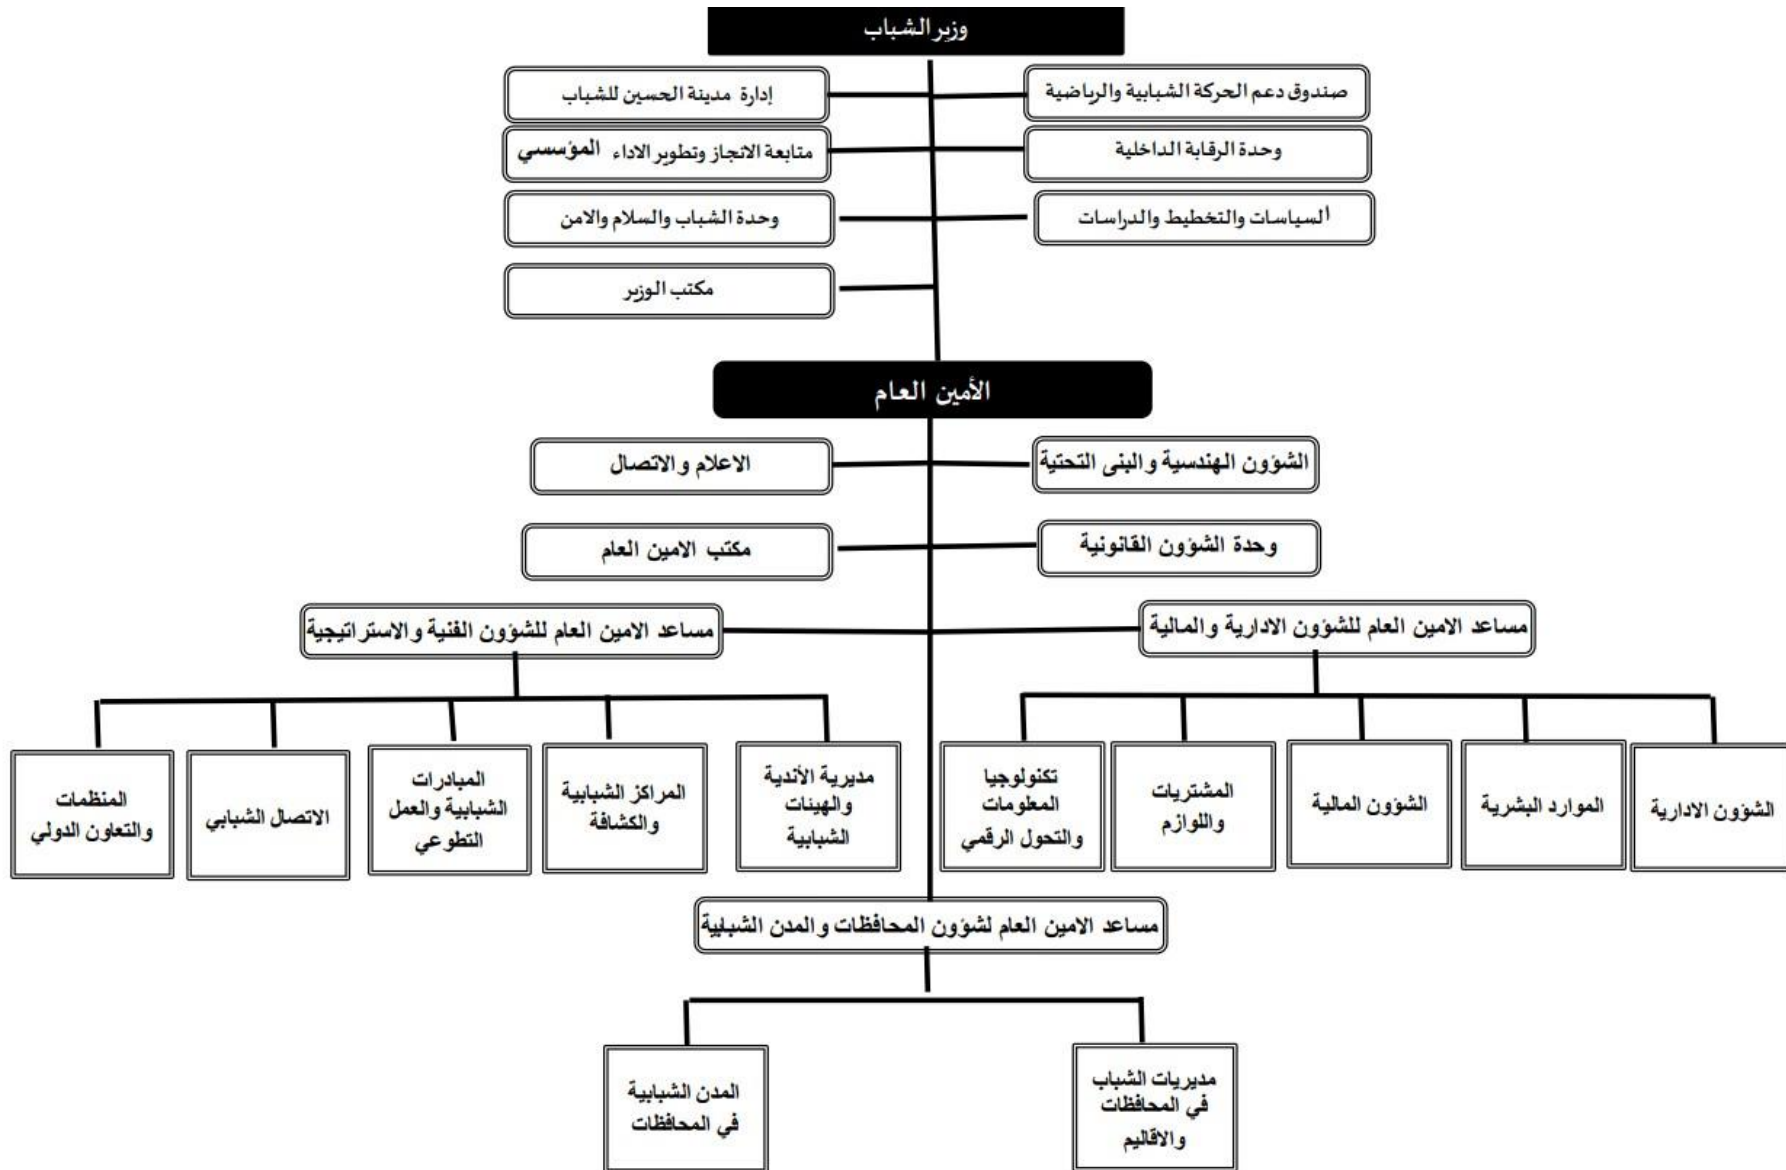 وزير الشباب
صندوق دعم الحركة الشبابية والرياضية
إدارة مدينة الحسين للشباب
وحدة الرقابة الداخلية
متابعة الانجاز وتطوير الاداء المؤسسي
ألسياسات والتخطيط والدراسات
وحدة الشباب والسلام والامن
مكتب الوزير
الأمين العام
الشؤون الهندسية والبنى التحتية
الاعلام والاتصال
وحدة الشؤون القانونية
مكتب الامين العام
مساعد الامين العام للشؤون الادارية والمالية
مساعد الامين العام للشؤون الفنية والاستراتيجية
الشؤون الادارية
الموارد البشرية
الشؤون المالية
المشتريات
واللوازم
تكنولوجيا
المعلومات
والتحول الرقمي
مديرية الأندية
والهيئات
الشبابية
المراكز الشبابية
والكشافة
المبادرات
الشبابية والعمل
التطوعي
الاتصال الشبابي
المنظمات
والتعاون الدولي
مساعد الامين العام لشؤون المحافظات والمدن الشبابية
مديريات الشباب
في المحافظات
والاقاليم
المدن الشبابية
في المحافظات